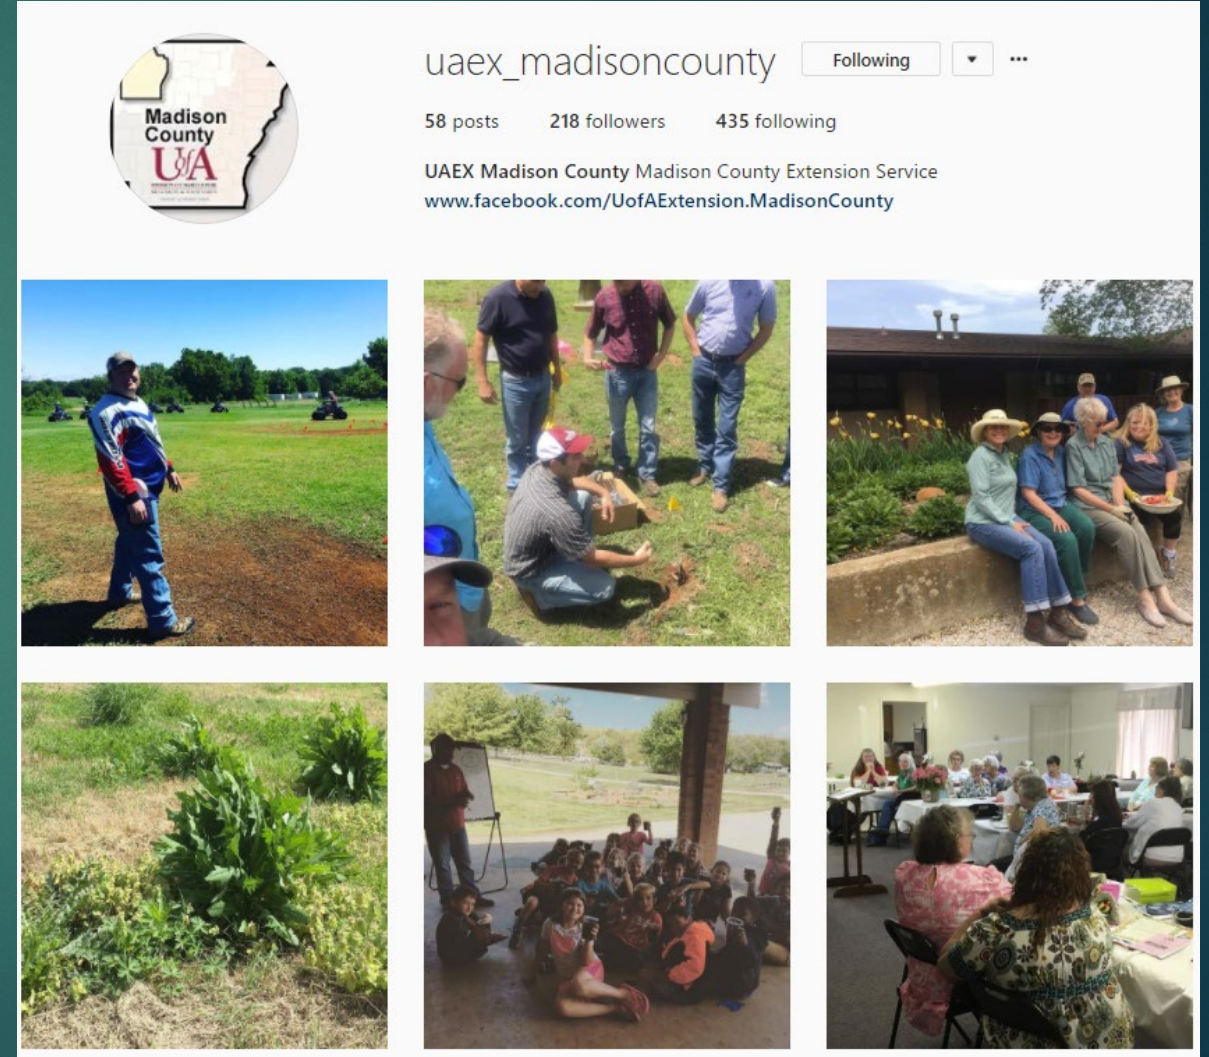 uaex_madisoncounty Following
58 posts 218 followers 435 following
UAEX Madison County Madison County Extension Service
www.facebook.com/UofAExtension.MadisonCounty
Madison
County
UofA